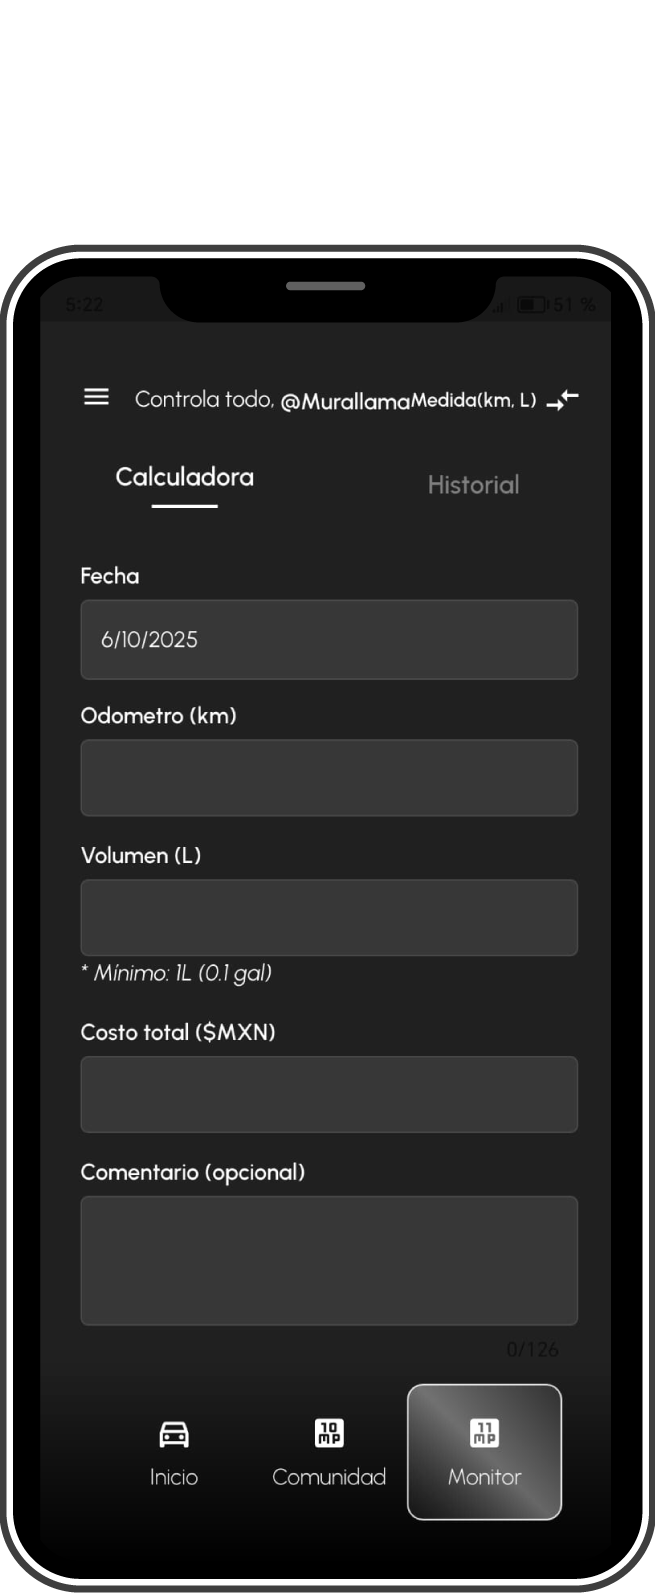 5:22 51 %
Controla todo, @MurallamaMedida(km, L)
Calculadora Historial
Fecha
6/10/2025
Odometro (km)
Volumen (L)
* Mínimo: 1L (0.1 gal)
Costo total ($MXN)
Comentario (opcional)
0/126
10 MP 11 MP
Inicio Comunidad Monitor